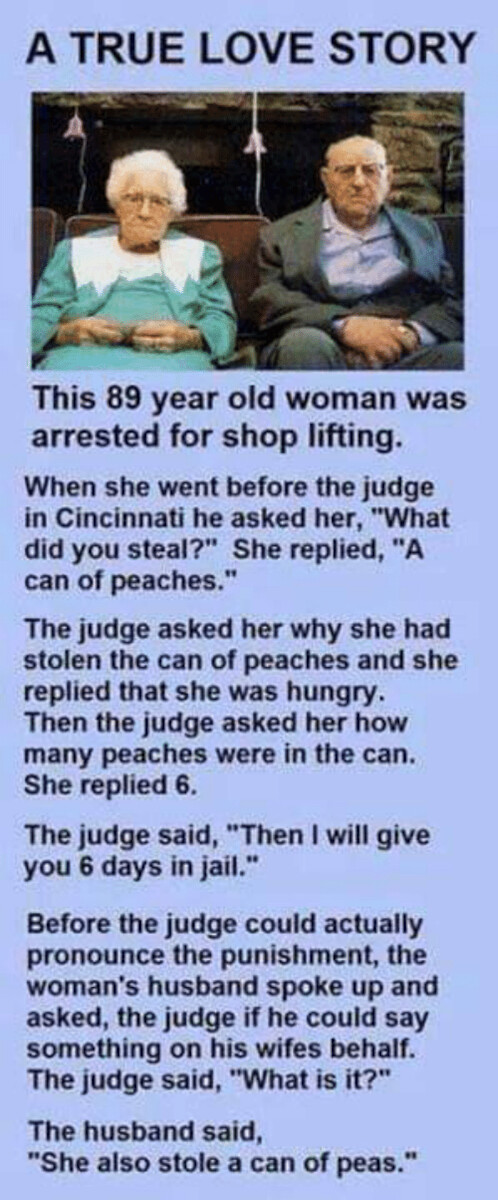 A TRUE LOVE STORY
This 89 year old woman was
arrested for shop lifting.
When she went before the judge
in Cincinnati he asked her, "What
did you steal?" She replied, "A
can of peaches."
The judge asked her why she had
stolen the can of peaches and she
replied that she was hungry.
Then the judge asked her how
many peaches were in the can.
She replied 6.
The judge said, "Then I will give
you 6 days in jail."
Before the judge could actually
pronounce the punishment, the
woman's husband spoke up and
asked, the judge if he could say
something on his wifes behalf.
The judge said, "What is it?"
The husband said,
"She also stole a can of peas."